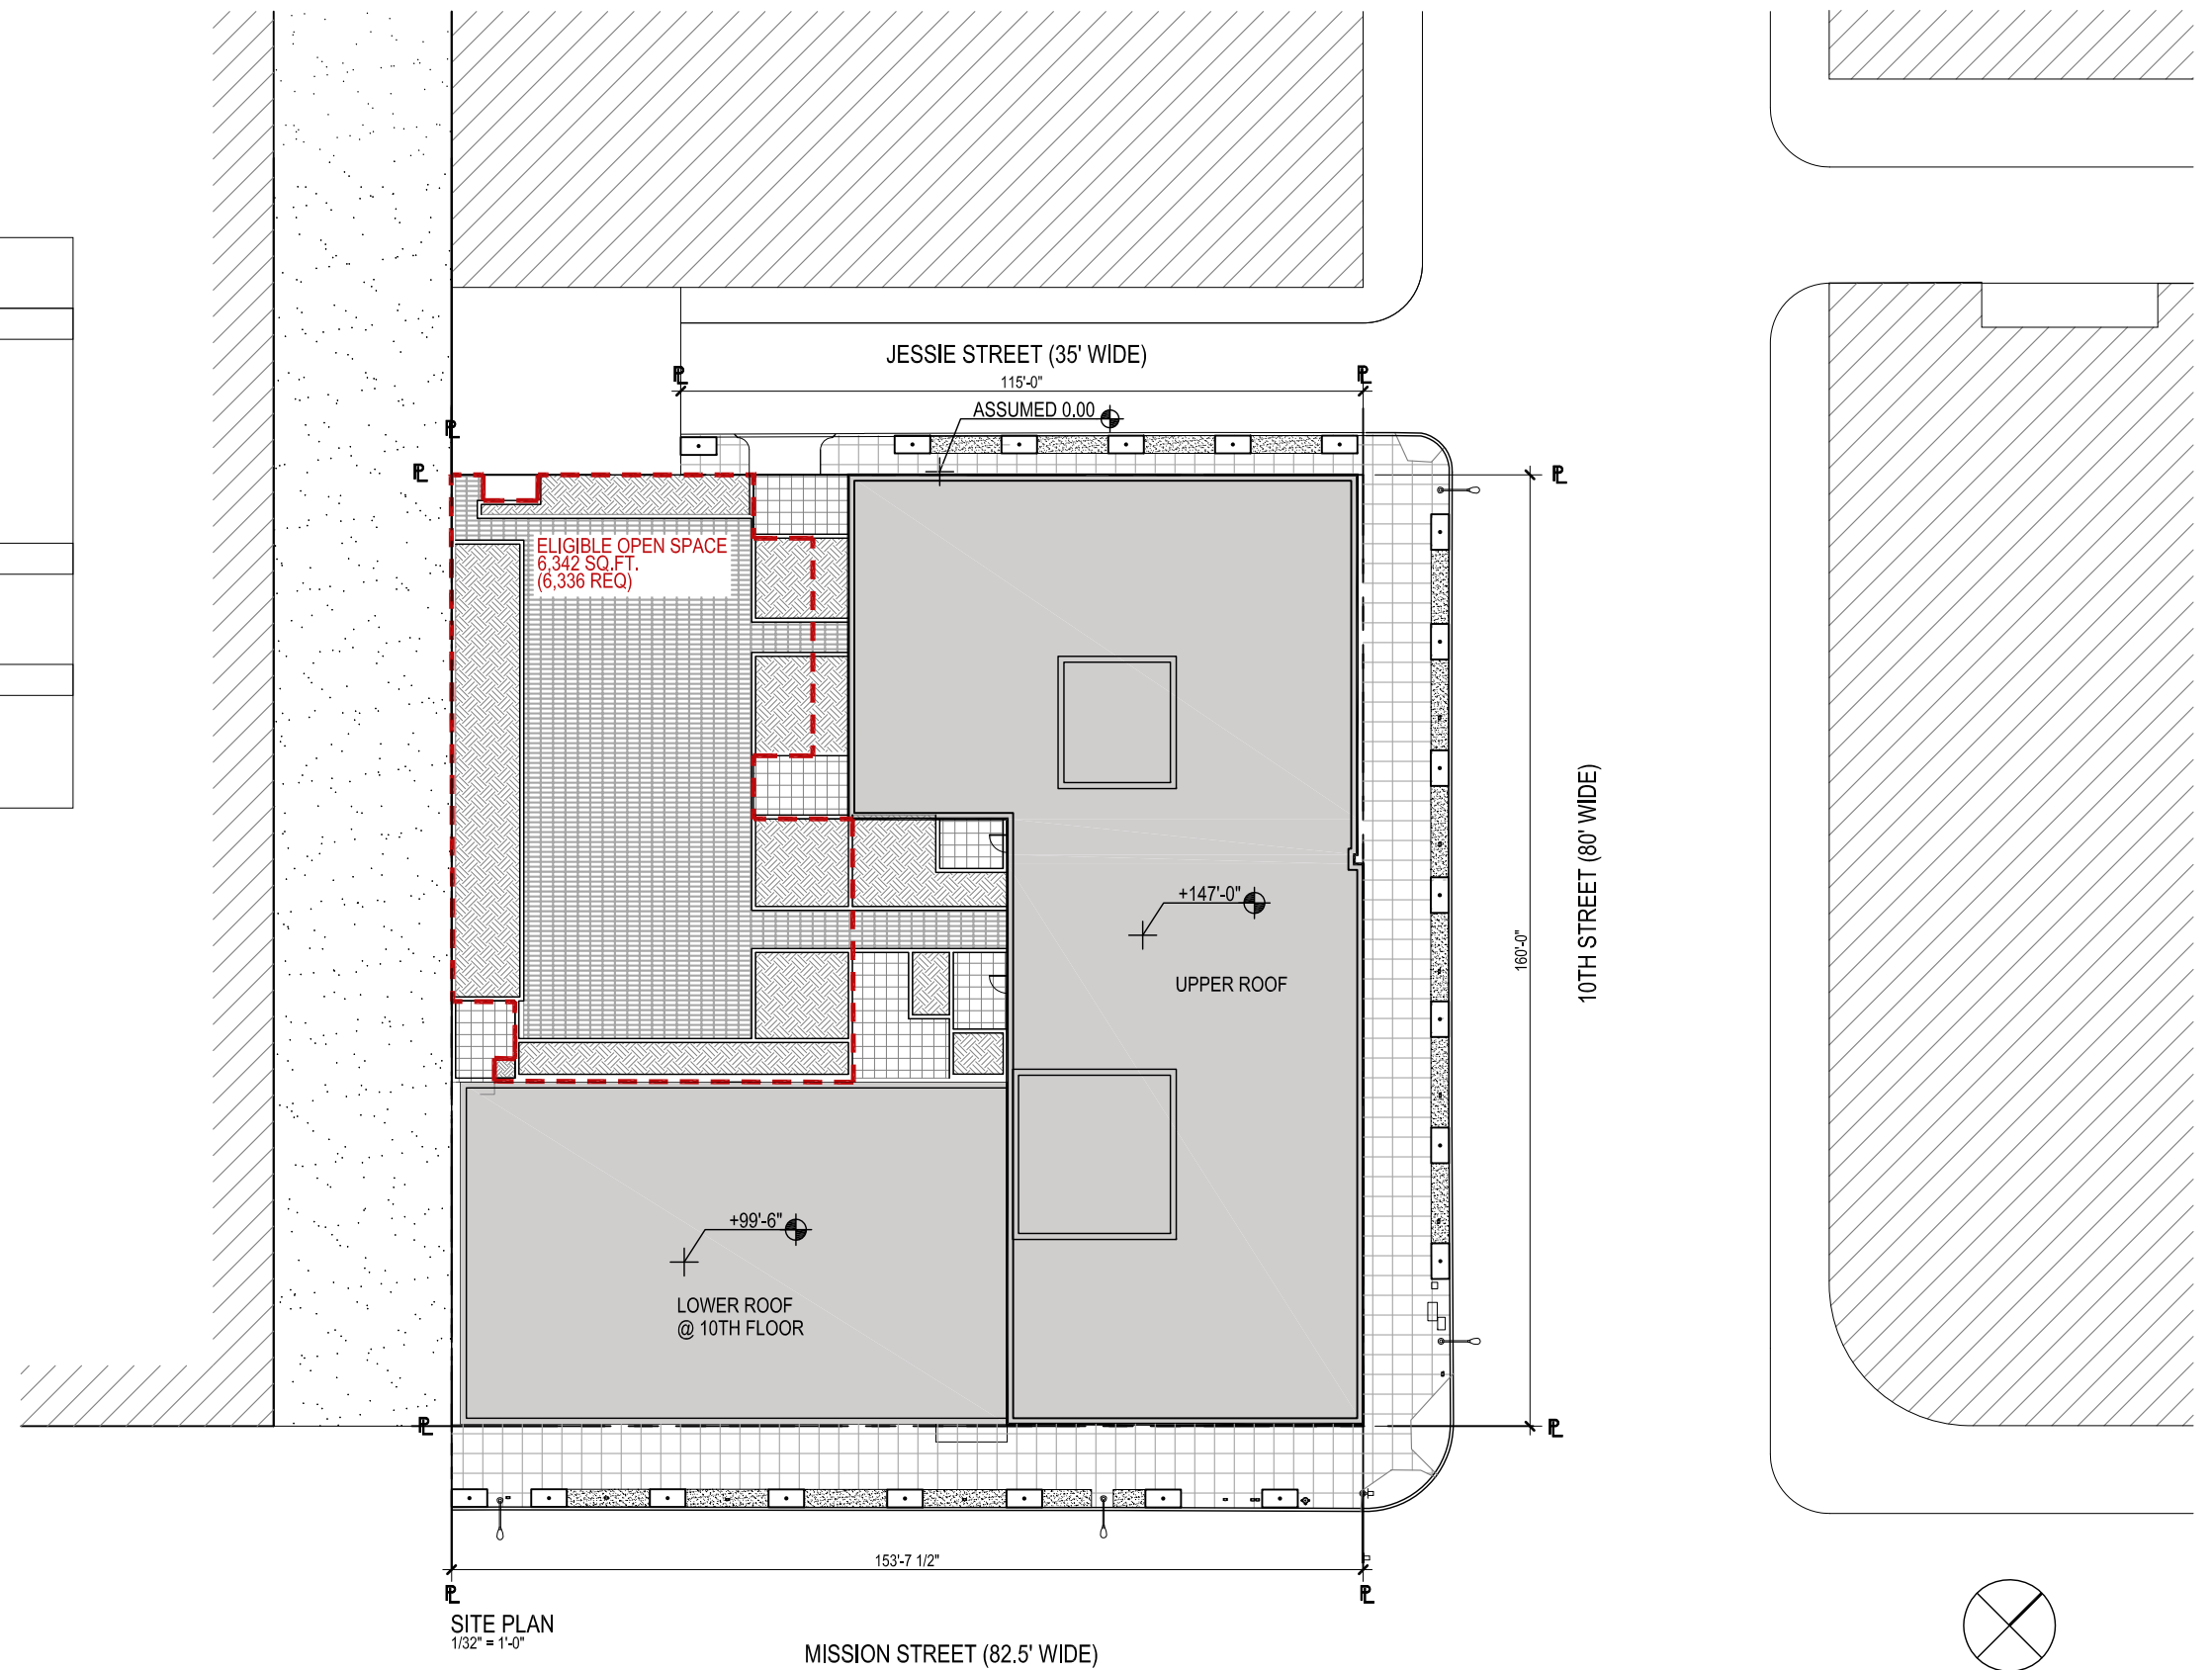 JESSIE STREET (35' WIDE)
PL
PL
115'-0"
ASSUMED 0.00
PL
PL
PL
ELIGIBLE OPEN SPACE
6,342 SQ.FT.
(6,336 REQ)
10TH STREET (80' WIDE)
160'-0"
+147'-0"
UPPER ROOF
+99'-6"
LOWER ROOF
@ 10TH FLOOR
PL
PL
153'-7 1/2"
PL
PL
SITE PLAN
1/32" = 1'-0"
MISSION STREET (82.5' WIDE)